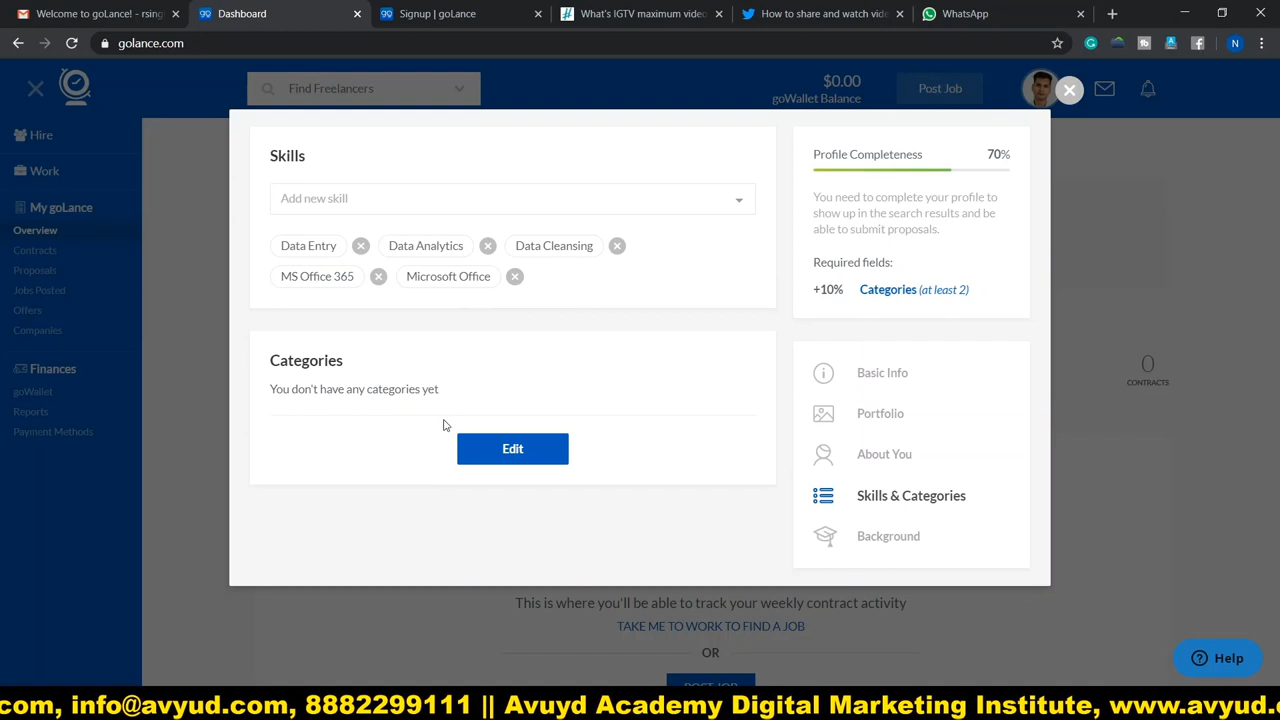 Welcome to goLance! - rsing
Dashboard
Signup | goLance
What's IGTV maximum video
How to share and watch vide
WhatsApp
golance.com
N
Find Freelancers
$0.00
goWallet Balance
Post Job
Hire
Work
My goLance
Overview
Contracts
Proposals
Jobs Posted
Offers
Companies
Finances
goWallet
Reports
Payment Methods
Skills
Add new skill
Data Entry
Data Analytics
Data Cleansing
MS Office 365
Microsoft Office
Categories
You don't have any categories yet
Edit
Profile Completeness 70%
You need to complete your profile to
show up in the search results and be
able to submit proposals.
Required fields:
+10% Categories (at least 2)
Basic Info
Portfolio
About You
Skills & Categories
Background
0
CONTRACTS
This is where you'll be able to track your weekly contract activity
TAKE ME TO WORK TO FIND A JOB
OR
POST JOB
Help
com, info@avyud.com, 8882299111 || Avuyd Academy Digital Marketing Institute, www.avyud.c